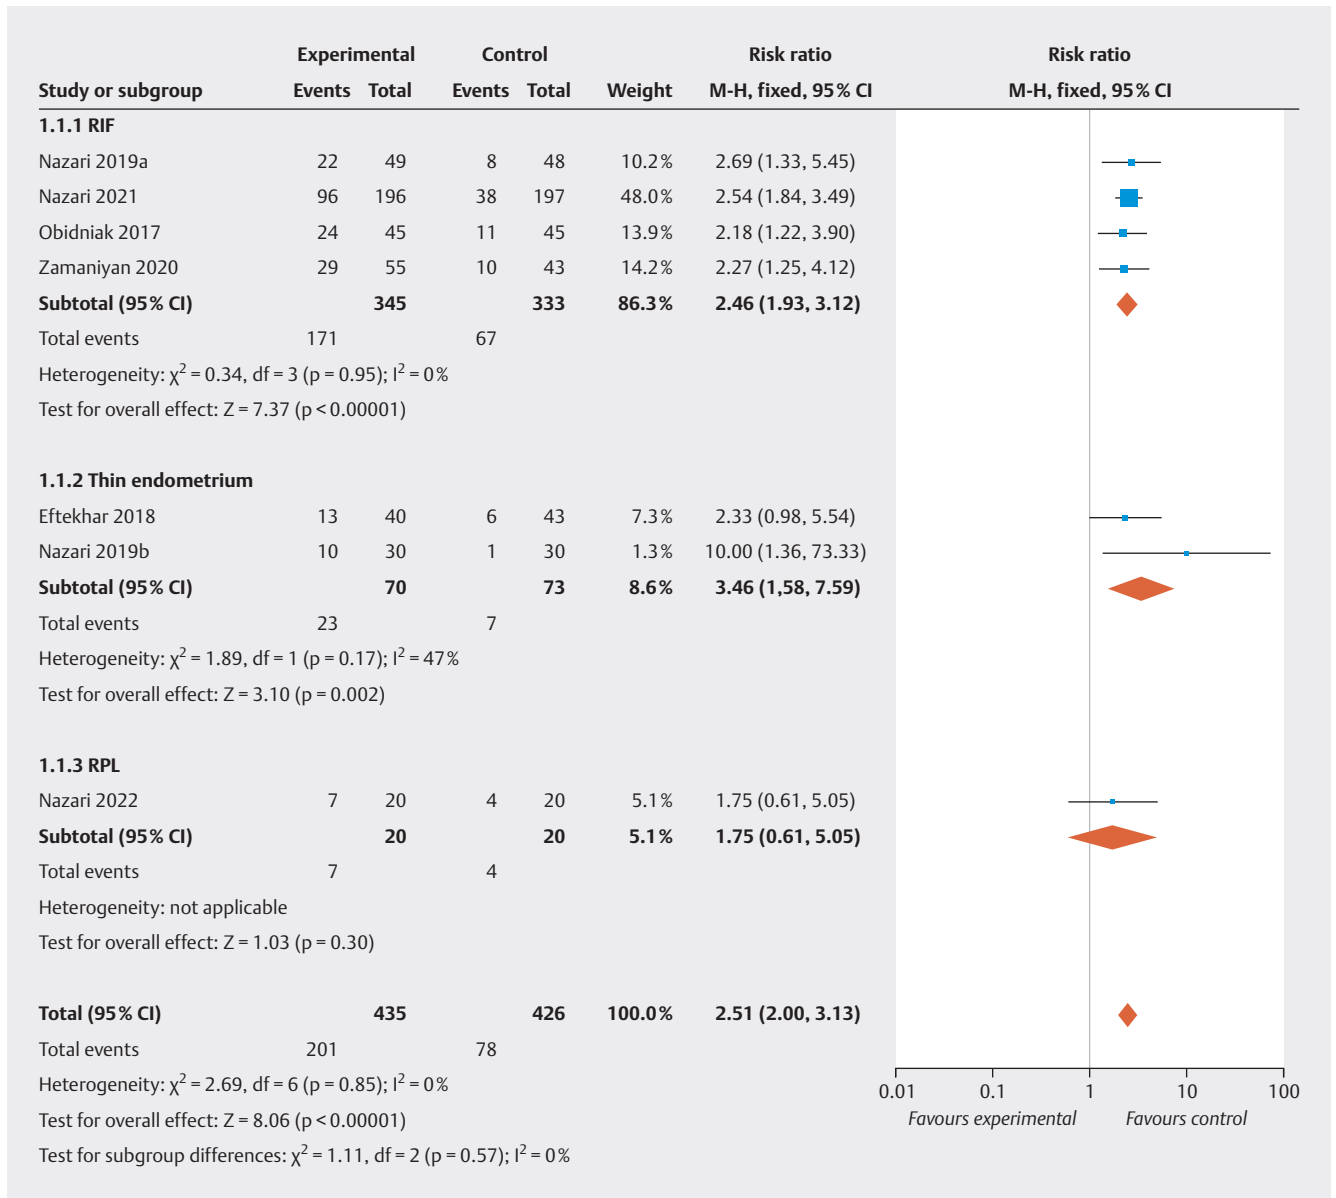 Experimental Control Risk ratio Risk ratio
Study or subgroup Events Total Events Total Weight M-H, fixed, 95% CI M-H, fixed, 95% CI
1.1.1 RIF
Nazari 2019a 22 49 8 48 10.2% 2.69 (1.33, 5.45)
Nazari 2021 96 196 38 197 48.0% 2.54 (1.84, 3.49)
Obidniak 2017 24 45 11 45 13.9% 2.18 (1.22, 3.90)
Zamaniyan 2020 29 55 10 43 14.2% 2.27 (1.25, 4.12)
Subtotal (95% CI) 345 333 86.3% 2.46 (1.93, 3.12)
Total events 171 67
Heterogeneity: χ² = 0.34, df = 3 (p = 0.95); I² = 0%
Test for overall effect: Z = 7.37 (p < 0.00001)
1.1.2 Thin endometrium
Eftekhar 2018 13 40 6 43 7.3% 2.33 (0.98, 5.54)
Nazari 2019b 10 30 1 30 1.3% 10.00 (1.36, 73.33)
Subtotal (95% CI) 70 73 8.6% 3.46 (1,58, 7.59)
Total events 23 7
Heterogeneity: χ² = 1.89, df = 1 (p = 0.17); I² = 47%
Test for overall effect: Z = 3.10 (p = 0.002)
1.1.3 RPL
Nazari 2022 7 20 4 20 5.1% 1.75 (0.61, 5.05)
Subtotal (95% CI) 20 20 5.1% 1.75 (0.61, 5.05)
Total events 7 4
Heterogeneity: not applicable
Test for overall effect: Z = 1.03 (p = 0.30)
Total (95% CI) 435 426 100.0% 2.51 (2.00, 3.13)
Total events 201 78
Heterogeneity: χ² = 2.69, df = 6 (p = 0.85); I² = 0%
Test for overall effect: Z = 8.06 (p < 0.00001)
Test for subgroup differences: χ² = 1.11, df = 2 (p = 0.57); I² = 0%
0.01 0.1 1 10 100
Favours experimental Favours control